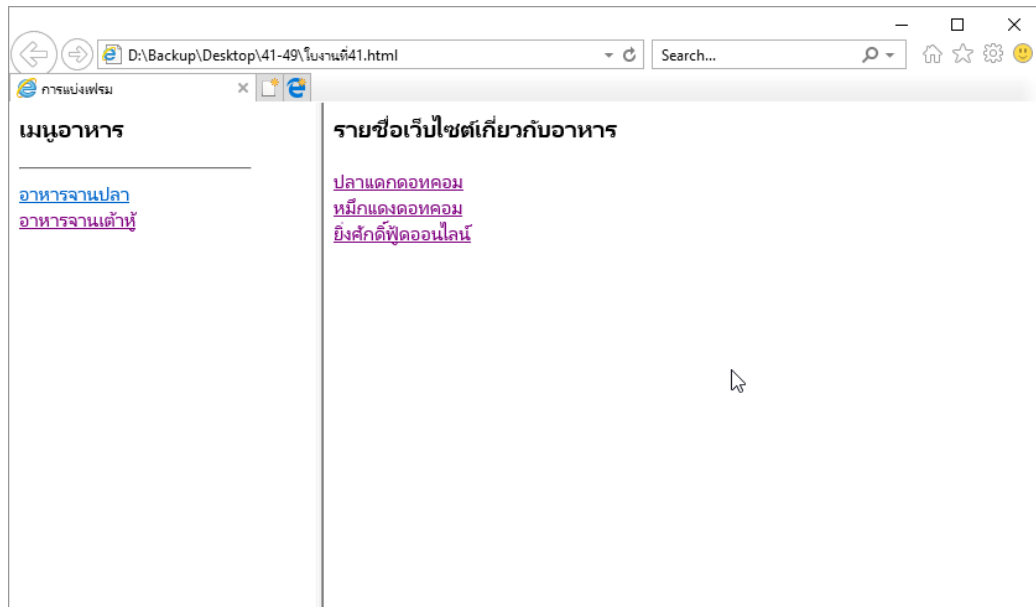 D:\Backup\Desktop\41-49\ใบงานที่41.html
Search...
การแบ่งเฟรม
เมนูอาหาร
อาหารจานปลา
อาหารจานเต้าหู้
รายชื่อเว็บไซต์เกี่ยวกับอาหาร
ปลาแดกดอทคอม
หมึกแดงดอทคอม
ยิ่งศักดิ์ฟู้ดออนไลน์